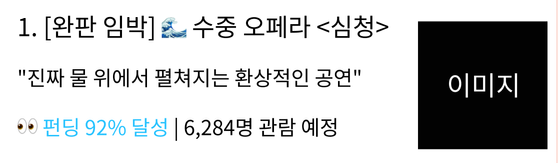 1. [완판 임박] 🌊 수중 오페라 <심청>
"진짜 물 위에서 펼쳐지는 환상적인 공연"
👀 펀딩 92% 달성 | 6,284명 관람 예정
이미지